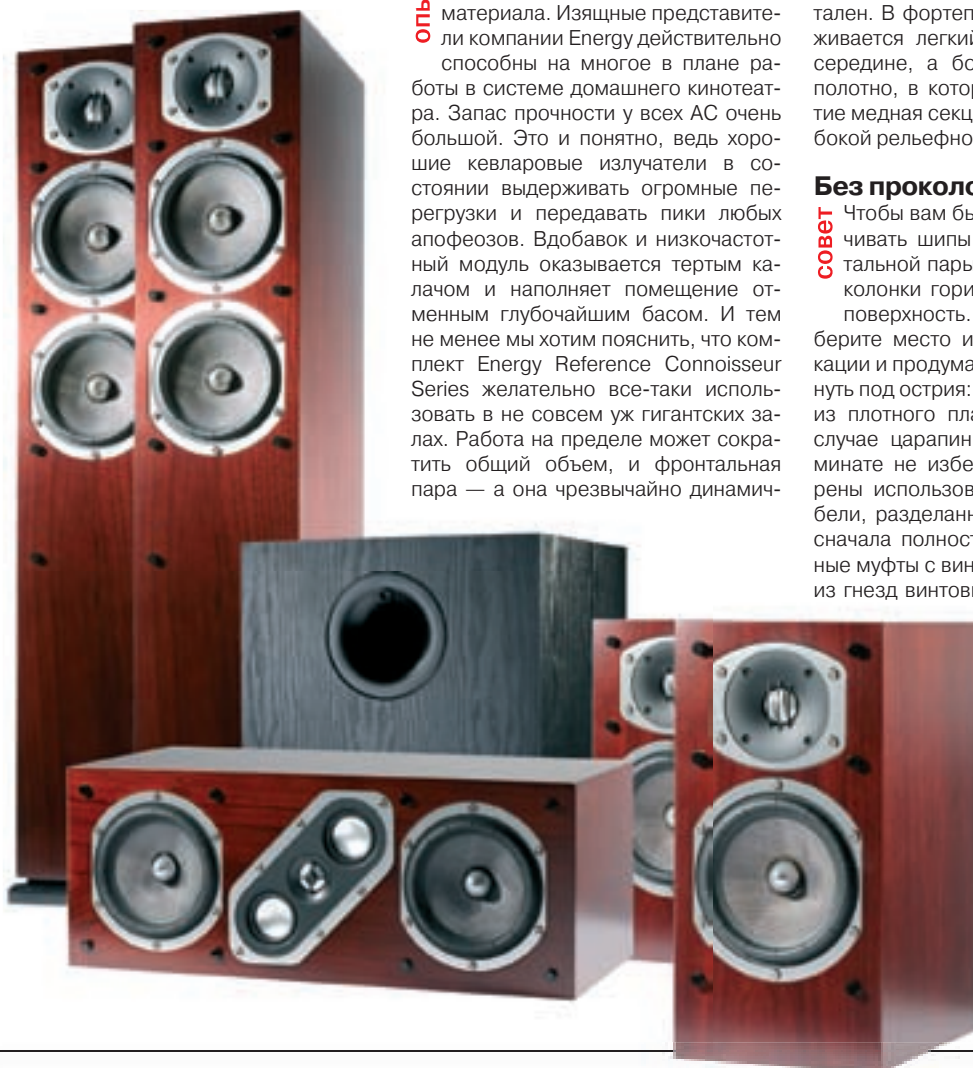 опы
материала. Изящные представите-
ли компании Energy действительно
способны на многое в плане ра-
боты в системе домашнего кинотеат-
ра. Запас прочности у всех АС очень
большой. Это и понятно, ведь хоро-
шие кевларовые излучатели в со-
стоянии выдерживать огромные пе-
регрузки и передавать пики любых
апофеозов. Вдобавок и низкочастот-
ный модуль оказывается тертым ка-
лачом и наполняет помещение от-
менным глубочайшим басом. И тем
не менее мы хотим пояснить, что ком-
плект Energy Reference Connoisseur
Series желательно все-таки исполь-
зовать в не совсем уж гигантских за-
лах. Работа на пределе может сокра-
тить общий объем, и фронтальная
пара — а она чрезвычайно динамич-
тален. В фортеп
живается легкий
середине, а бо
полотно, в котор
тие медная секц
бокой рельефно
Без проколо
совет
Чтобы вам бы
чивать шипы
тальной пары
колонки гори
поверхность.
берите место и
кации и продума
нуть под острия:
из плотного пла
случае царапин
минате не избе
рены использов
бели, разделанн
сначала полност
ные муфты с вин
из гнезд винтовы